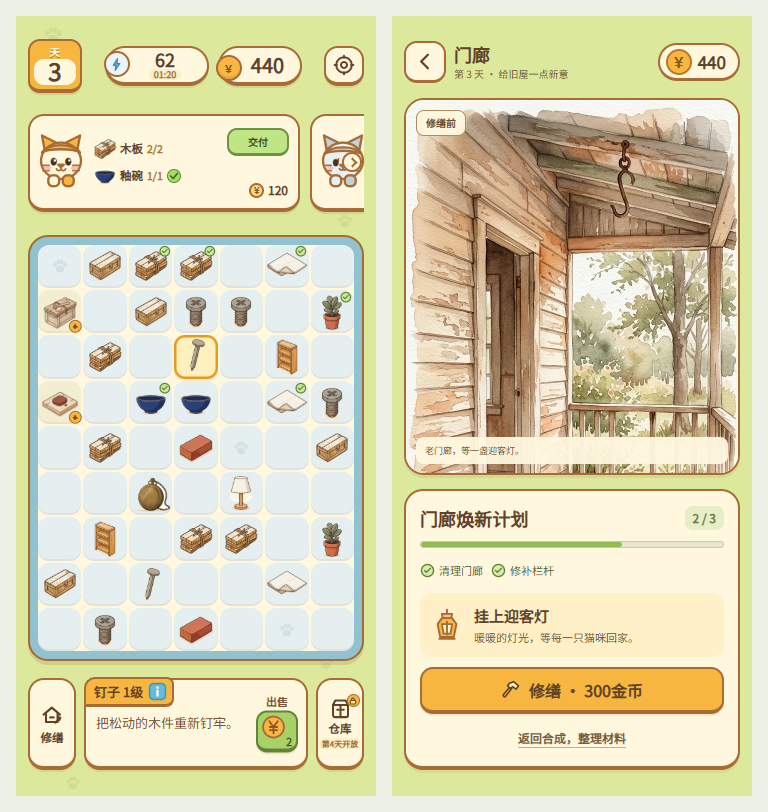 天
3
62
01:20
¥
440
木板 2/2
釉碗 1/1
交付
¥ 120
修缮
钉子 1级
i
把松动的木件重新钉牢。
出售
¥
2
仓库
第4天开放
门廊
第 3 天 · 给旧屋一点新意
¥ 440
修缮前
老门廊，等一盏迎客灯。
门廊焕新计划
2/3
清理门廊
修补栏杆
挂上迎客灯
暖暖的灯光，等每一只猫咪回家。
修缮 · 300金币
返回合成，整理材料